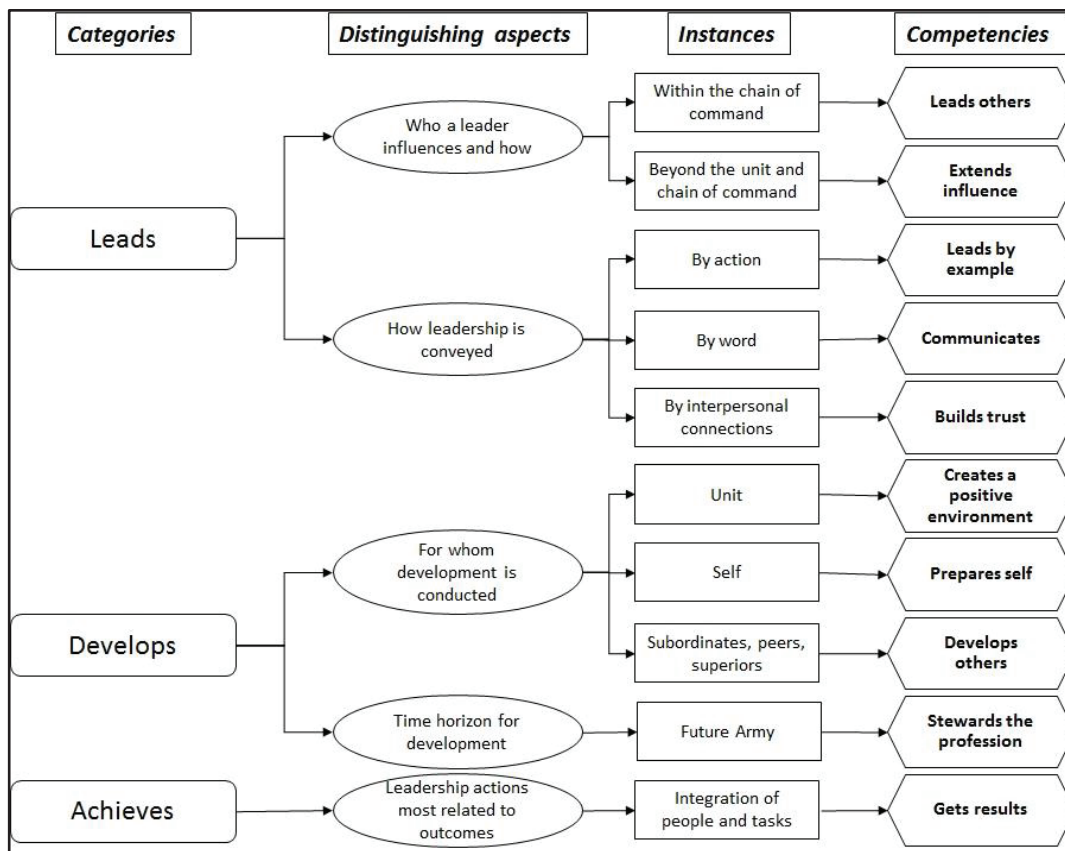 Categories
Distinguishing aspects
Instances
Competencies
Leads
Who a leader
influences and how
Within the chain of
command
Leads others
Beyond the unit and
chain of command
Extends
influence
How leadership is
conveyed
By action
Leads by
example
By word
Communicates
By interpersonal
connections
Builds trust
Develops
For whom
development is
conducted
Unit
Creates a
positive
environment
Self
Prepares self
Subordinates, peers,
superiors
Develops
others
Time horizon for
development
Future Army
Stewards the
profession
Achieves
Leadership actions
most related to
outcomes
Integration of
people and tasks
Gets results